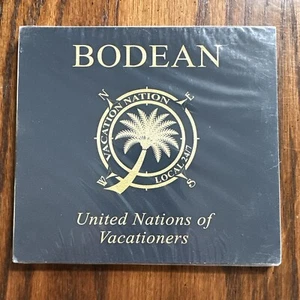 BODEAN
N
E
VACATION NATION
LOCAL 24/7
W
S
United Nations of
Vacationers